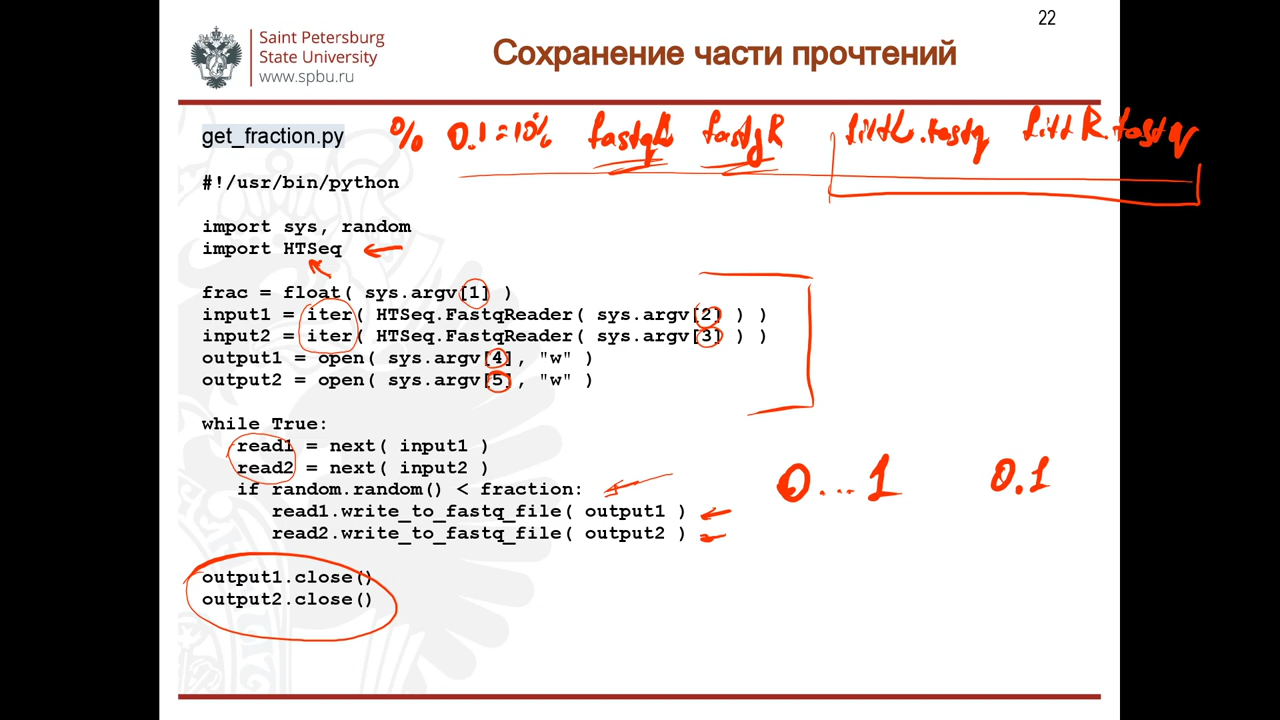 22
Saint Petersburg
State University
www.spbu.ru
Сохранение части прочтений
get_fraction.py % 0.1=10% fastqL fastqR filtL.fastq filtR.fastq
#!/usr/bin/python
import sys, random
import HTSeq
frac = float( sys.argv[1] )
input1 = iter( HTSeq.FastqReader( sys.argv[2] ) )
input2 = iter( HTSeq.FastqReader( sys.argv[3] ) )
output1 = open( sys.argv[4], "w" )
output2 = open( sys.argv[5], "w" )
while True:
read1 = next( input1 )
read2 = next( input2 )
if random.random() < fraction:
0...1 0.1
read1.write_to_fastq_file( output1 )
read2.write_to_fastq_file( output2 )
output1.close()
output2.close()